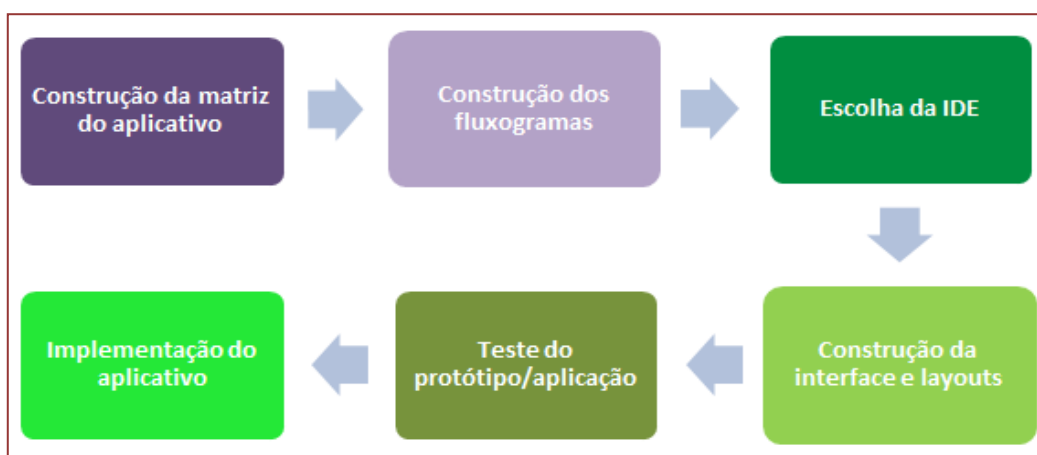 Construção da matriz
do aplicativo
Construção dos
fluxogramas
Escolha da IDE
Construção da
interface e layouts
Teste do
protótipo/aplicação
Implementação do
aplicativo